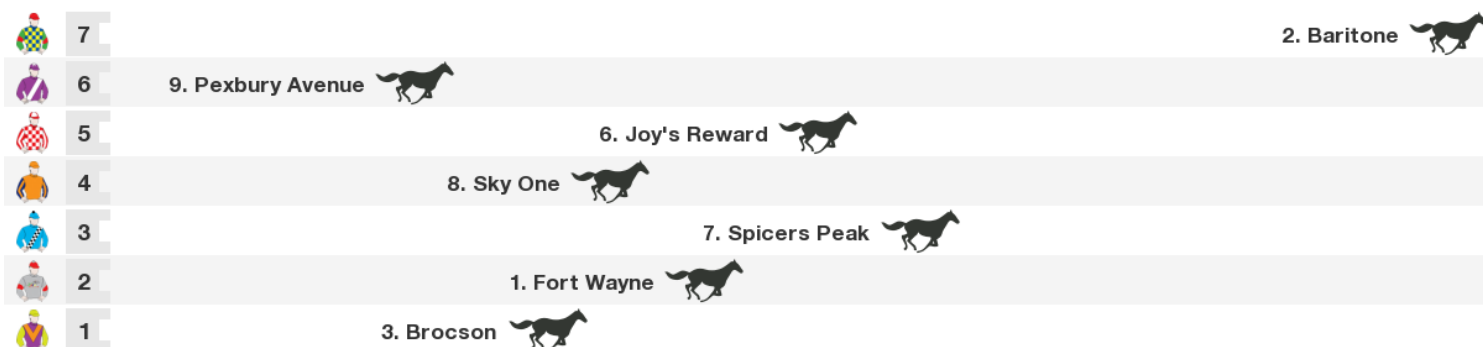 7 2. Baritone
6 9. Pexbury Avenue
5 6. Joy's Reward
4 8. Sky One
3 7. Spicers Peak
2 1. Fort Wayne
1 3. Brocson